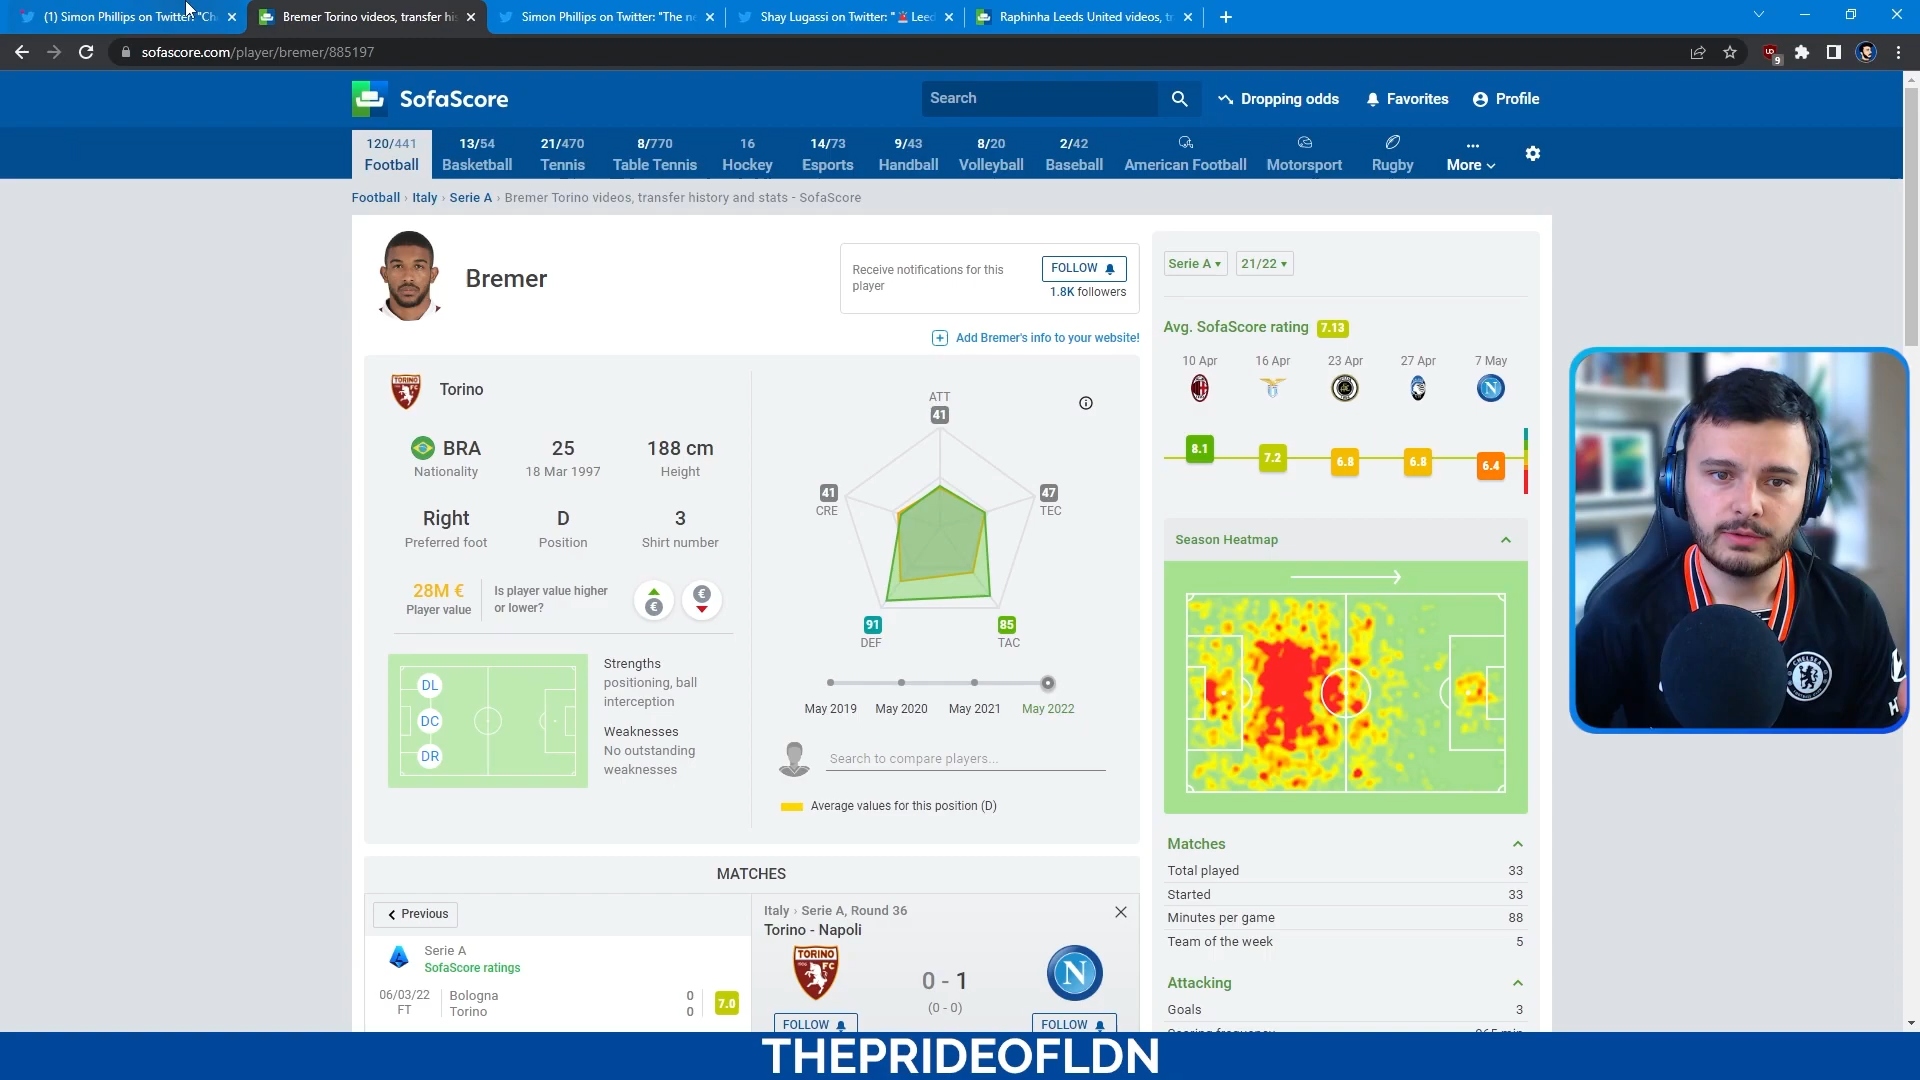 (1) Simon Phillips on Twitter: "Ch
Bremer Torino videos, transfer his
Simon Phillips on Twitter: "The n
Shay Lugassi on Twitter: "🚨Leed
Raphinha Leeds United videos, tr
sofascore.com/player/bremer/885197
9
SofaScore
Search
Dropping odds
Favorites
Profile
120/441 13/54 21/470 8/770 16 14/73 9/43 8/20 2/42
Football Basketball Tennis Table Tennis Hockey Esports Handball Volleyball Baseball American Football Motorsport Rugby More
Football › Italy › Serie A › Bremer Torino videos, transfer history and stats - SofaScore
Bremer
Receive notifications for this
player
FOLLOW
1.8K followers
Add Bremer's info to your website!
Torino
BRA 25 188 cm
Nationality 18 Mar 1997 Height
Right D 3
Preferred foot Position Shirt number
28M €
Player value
Is player value higher
or lower?
€ €
DL
DC
DR
Strengths
positioning, ball
interception
Weaknesses
No outstanding
weaknesses
ATT
41
41
CRE
47
TEC
91
DEF
85
TAC
May 2019 May 2020 May 2021 May 2022
Search to compare players...
Average values for this position (D)
MATCHES
Previous
Serie A
SofaScore ratings
06/03/22 Bologna 0
FT Torino 0
7.0
Italy › Serie A, Round 36
Torino - Napoli
TORINO FC
1906
N
0 - 1
(0 - 0)
FOLLOW
FOLLOW
Serie A 21/22
Avg. SofaScore rating 7.13
10 Apr 16 Apr 23 Apr 27 Apr 7 May
8.1 7.2 6.8 6.8 6.4
Season Heatmap
Matches
Total played 33
Started 33
Minutes per game 88
Team of the week 5
Attacking
Goals 3
CHELSEA
THEPRIDEOFLDN